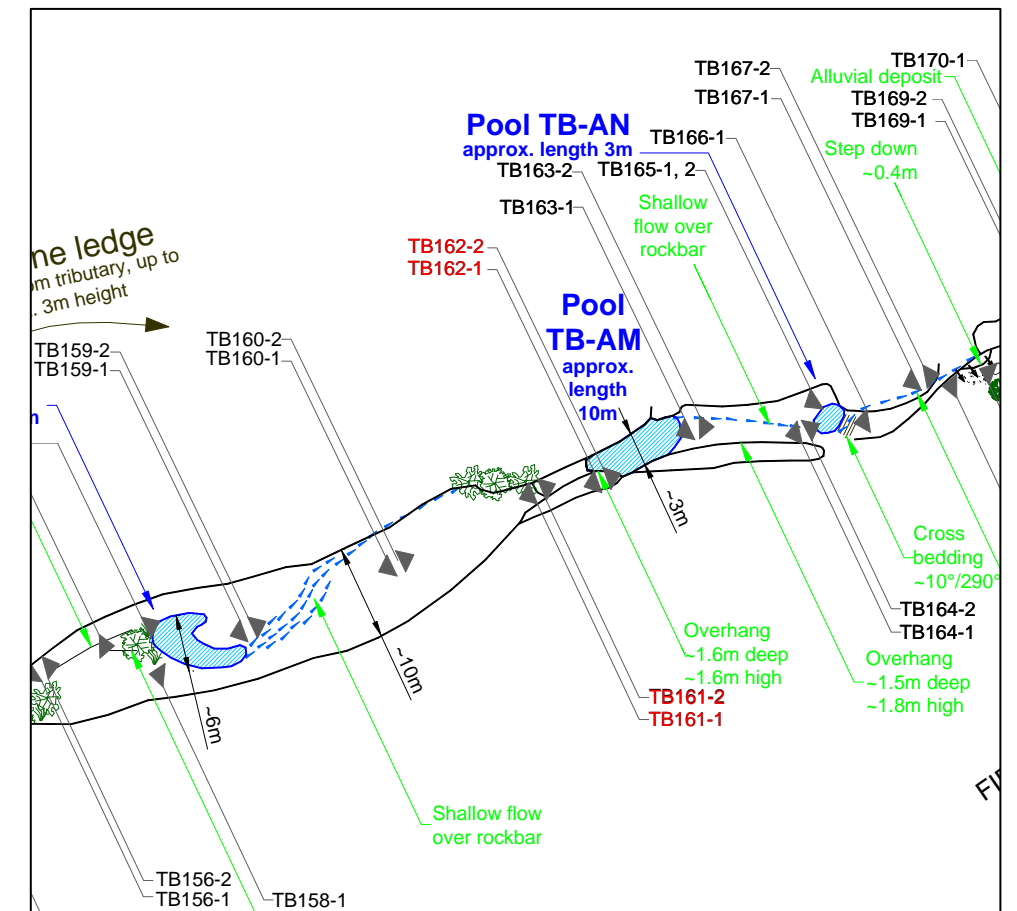 TB170-1
TB167-2
Alluvial deposit
TB167-1
TB169-2
TB169-1
Pool TB-AN
approx. length 3m
TB166-1
Step down
~0.4m
TB163-2
TB165-1, 2
TB163-1
Shallow
flow over
rockbar
TB162-2
TB162-1
ne ledge
om tributary, up to
. 3m height
Pool
TB-AM
approx.
length
10m
TB160-2
TB160-1
TB159-2
TB159-1
~3m
Cross
bedding
~10°/290°
TB164-2
TB164-1
Overhang
~1.6m deep
~1.6m high
Overhang
~1.5m deep
~1.8m high
~10m
~6m
TB161-2
TB161-1
Shallow flow
over rockbar
TB156-2
TB156-1
TB158-1